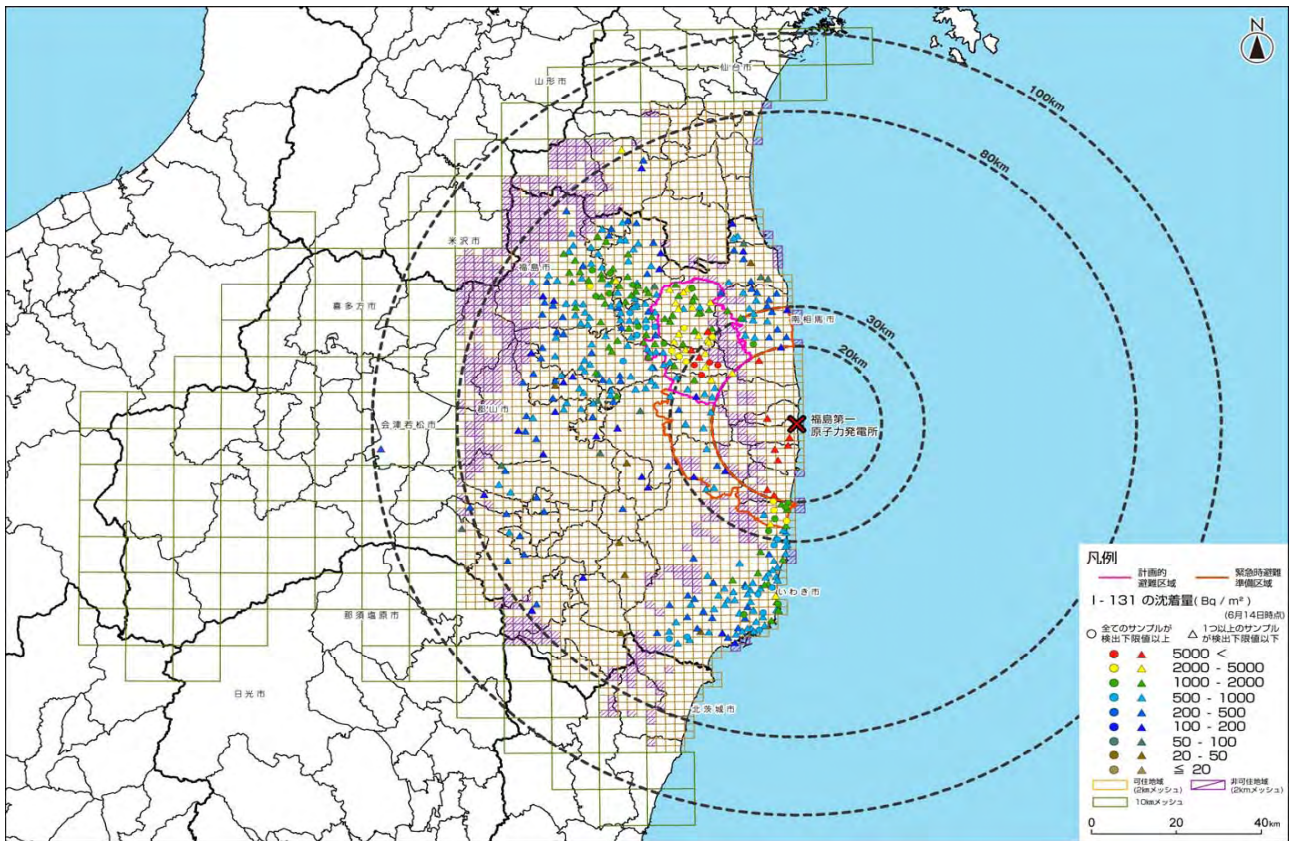 N
仙台市
山形市
100km
80km
米沢市
福島市
喜多方市
南相馬市
30km
20km
郡山市
会津若松市
福島第一
原子力発電所
いわき市
那須塩原市
日光市
北茨城市
凡例
計画的
避難区域
緊急時避難
準備区域
I - 131 の沈着量( Bq / m² )
(6月14日時点)
全てのサンプルが
検出下限値以上
1つ以上のサンプル
が検出下限値以下
5000 <
2000 - 5000
1000 - 2000
500 - 1000
200 - 500
100 - 200
50 - 100
20 - 50
≦ 20
可住地域
(2kmメッシュ)
非可住地域
(2kmメッシュ)
10kmメッシュ
0 20 40km